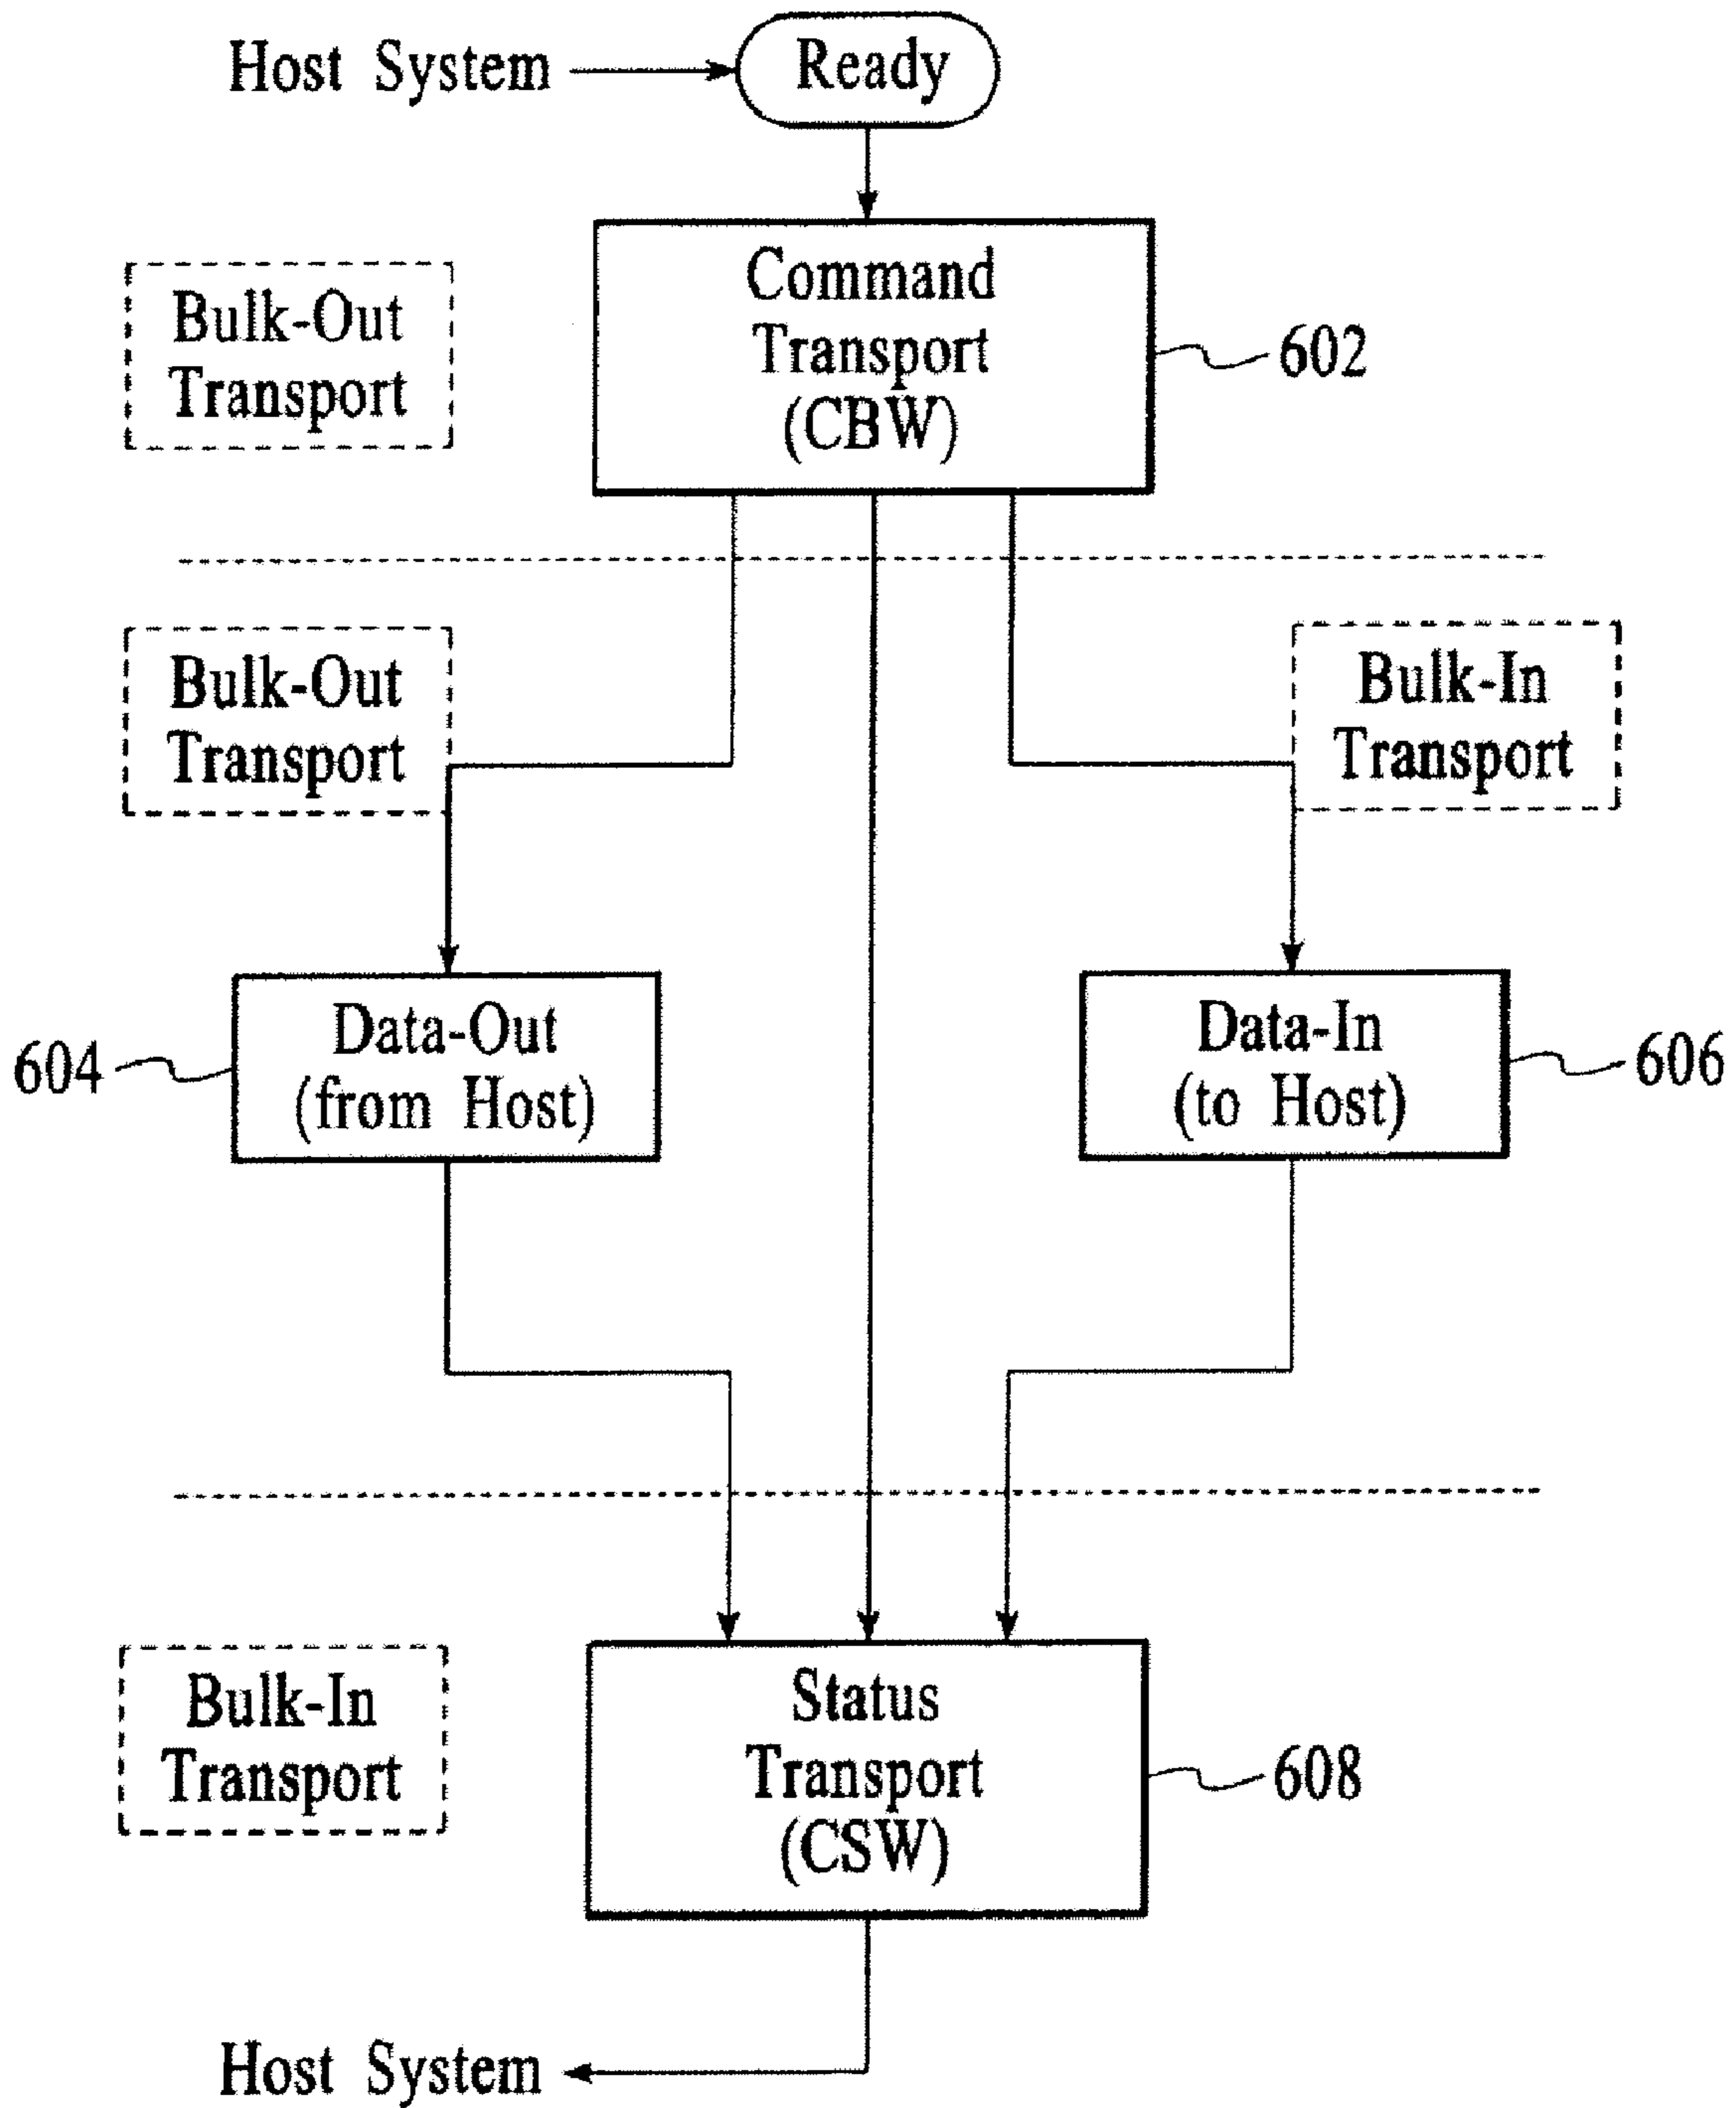 Host System
Ready
Command
Transport
(CBW)
602
Bulk-Out
Transport
Bulk-Out
Transport
Bulk-In
Transport
604
Data-Out
(from Host)
Data-In
(to Host)
606
Bulk-In
Transport
Status
Transport
(CSW)
608
Host System